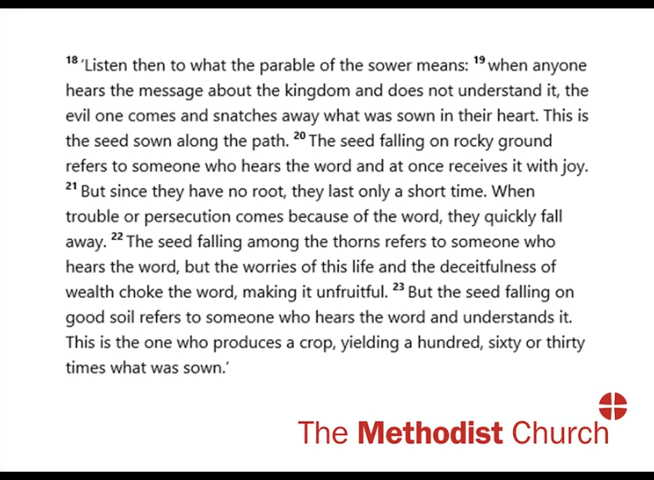 18 'Listen then to what the parable of the sower means: 19 when anyone
hears the message about the kingdom and does not understand it, the
evil one comes and snatches away what was sown in their heart. This is
the seed sown along the path. 20 The seed falling on rocky ground
refers to someone who hears the word and at once receives it with joy.
21 But since they have no root, they last only a short time. When
trouble or persecution comes because of the word, they quickly fall
away. 22 The seed falling among the thorns refers to someone who
hears the word, but the worries of this life and the deceitfulness of
wealth choke the word, making it unfruitful. 23 But the seed falling on
good soil refers to someone who hears the word and understands it.
This is the one who produces a crop, yielding a hundred, sixty or thirty
times what was sown.'
The Methodist Church